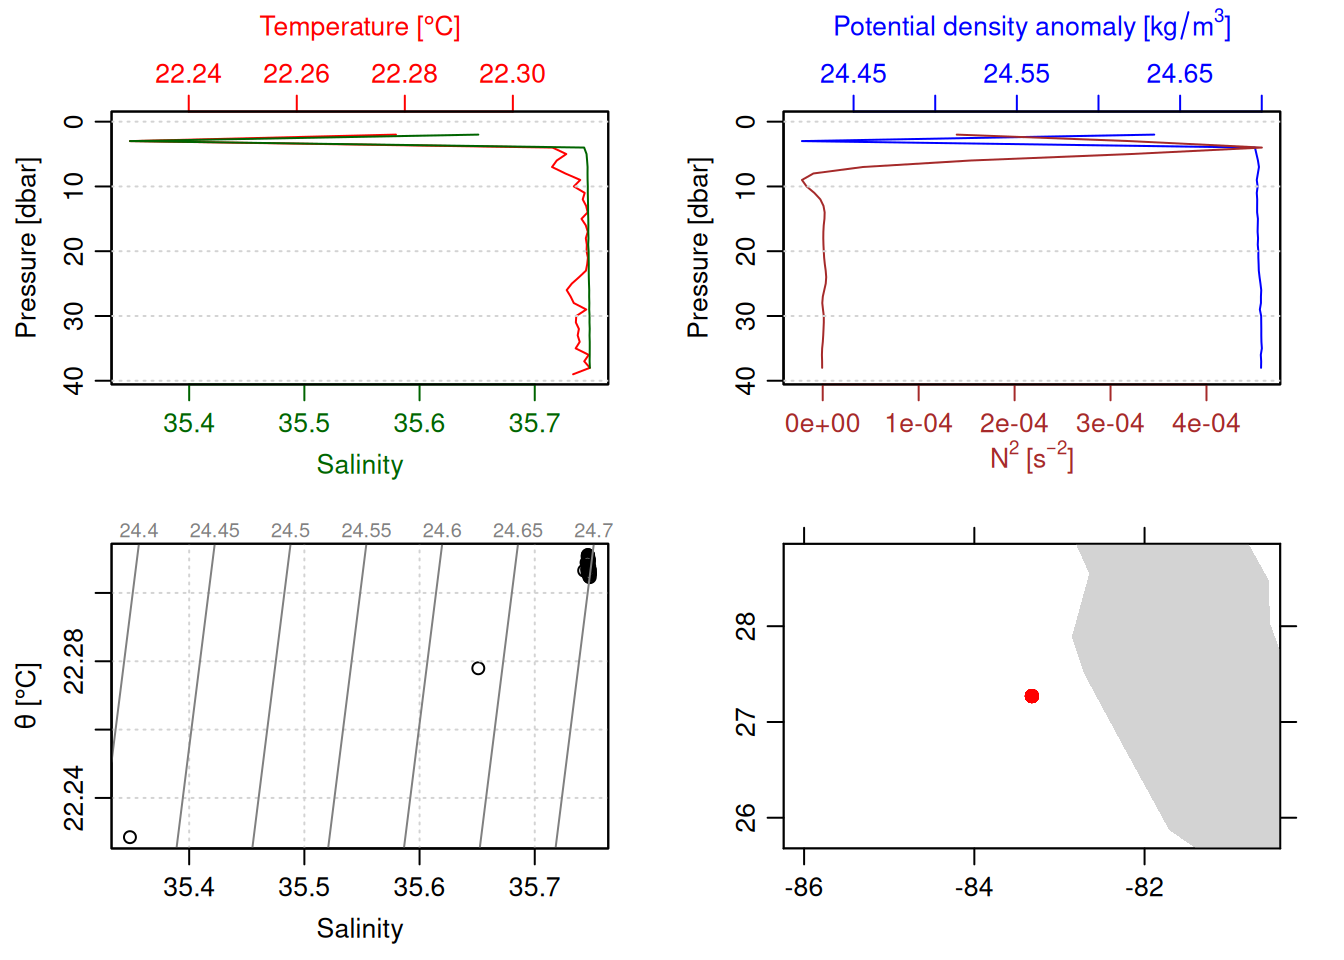 Temperature [°C]
22.24 22.26 22.28 22.30
Pressure [dbar]
0 10 20 30 40
35.4 35.5 35.6 35.7
Salinity
Potential density anomaly [kg/m³]
24.45 24.55 24.65
Pressure [dbar]
0 10 20 30 40
0e+00 1e-04 2e-04 3e-04 4e-04
N² [s⁻²]
24.4 24.45 24.5 24.55 24.6 24.65 24.7
θ [°C]
22.28
22.24
35.4 35.5 35.6 35.7
Salinity
28
27
26
-86 -84 -82